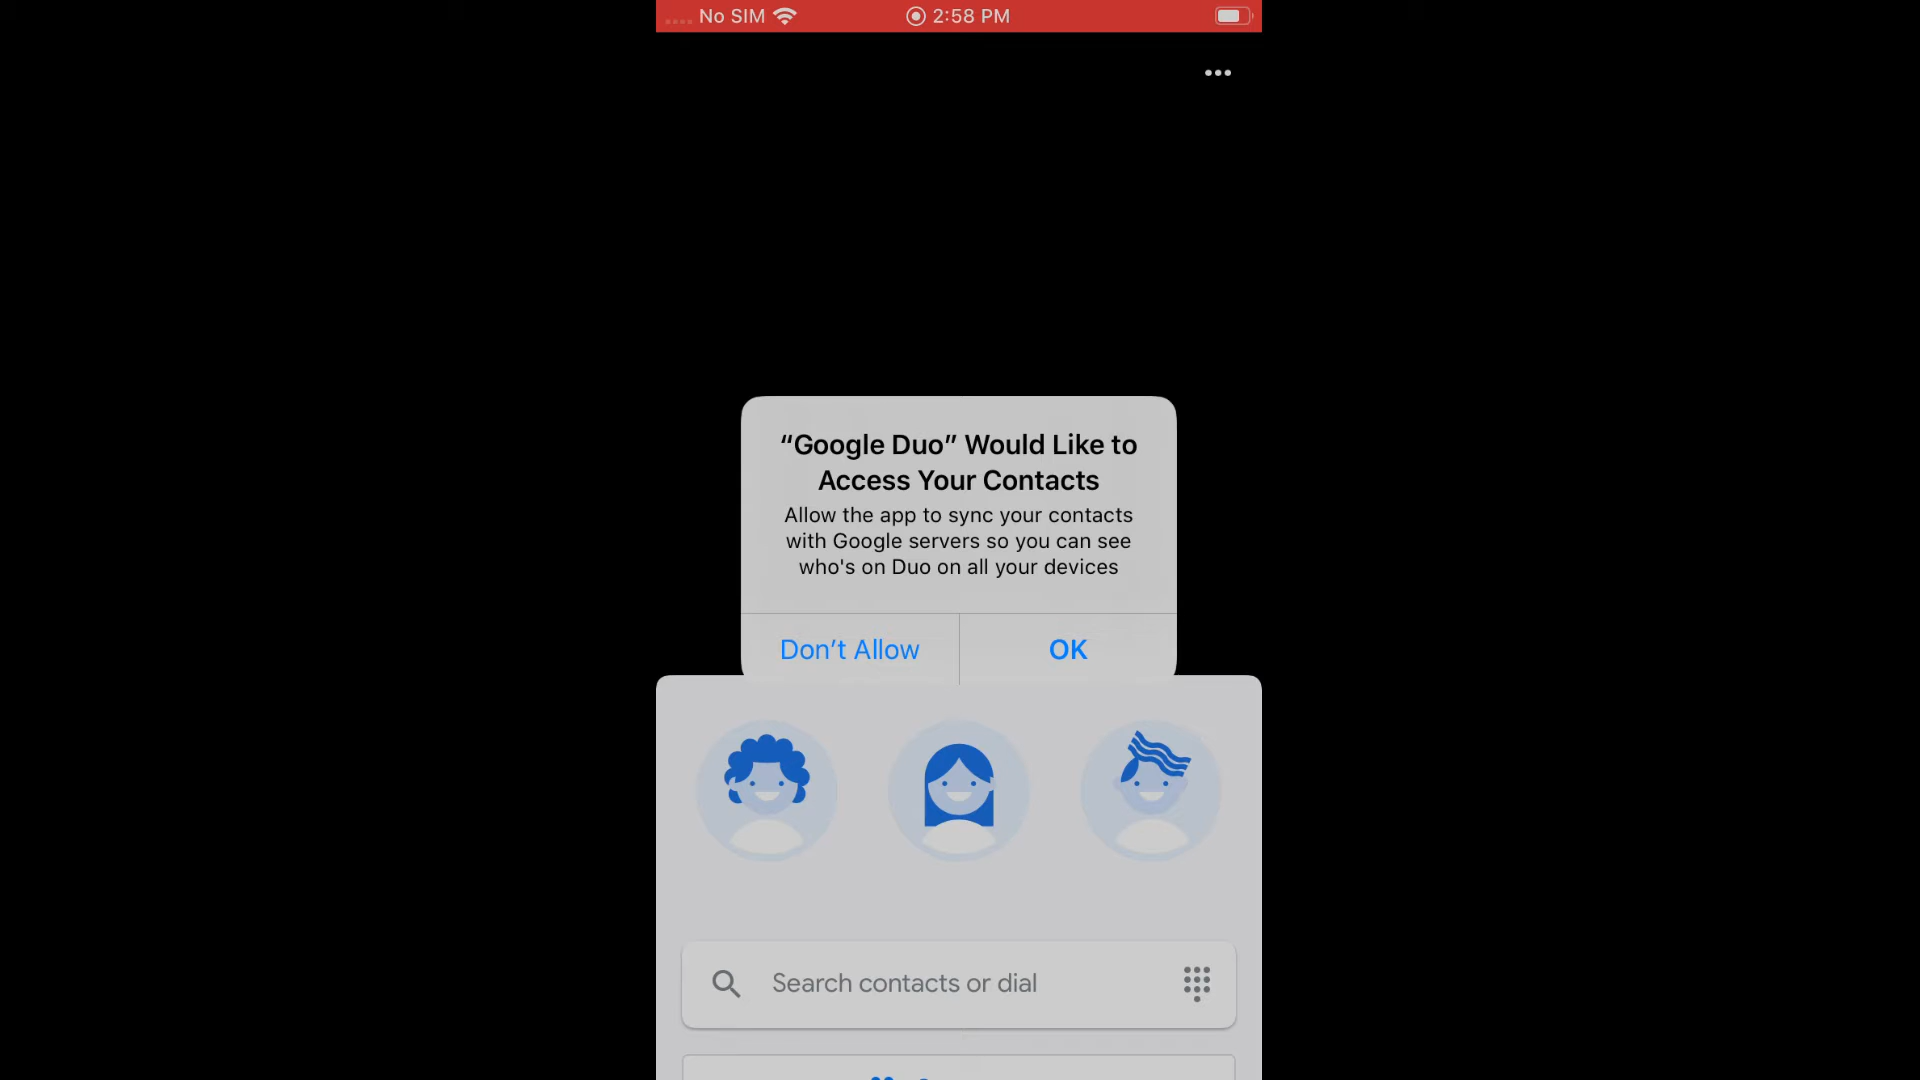 No SIM 2:58 PM
“Google Duo” Would Like to
Access Your Contacts
Allow the app to sync your contacts
with Google servers so you can see
who's on Duo on all your devices
Don’t Allow OK
Search contacts or dial